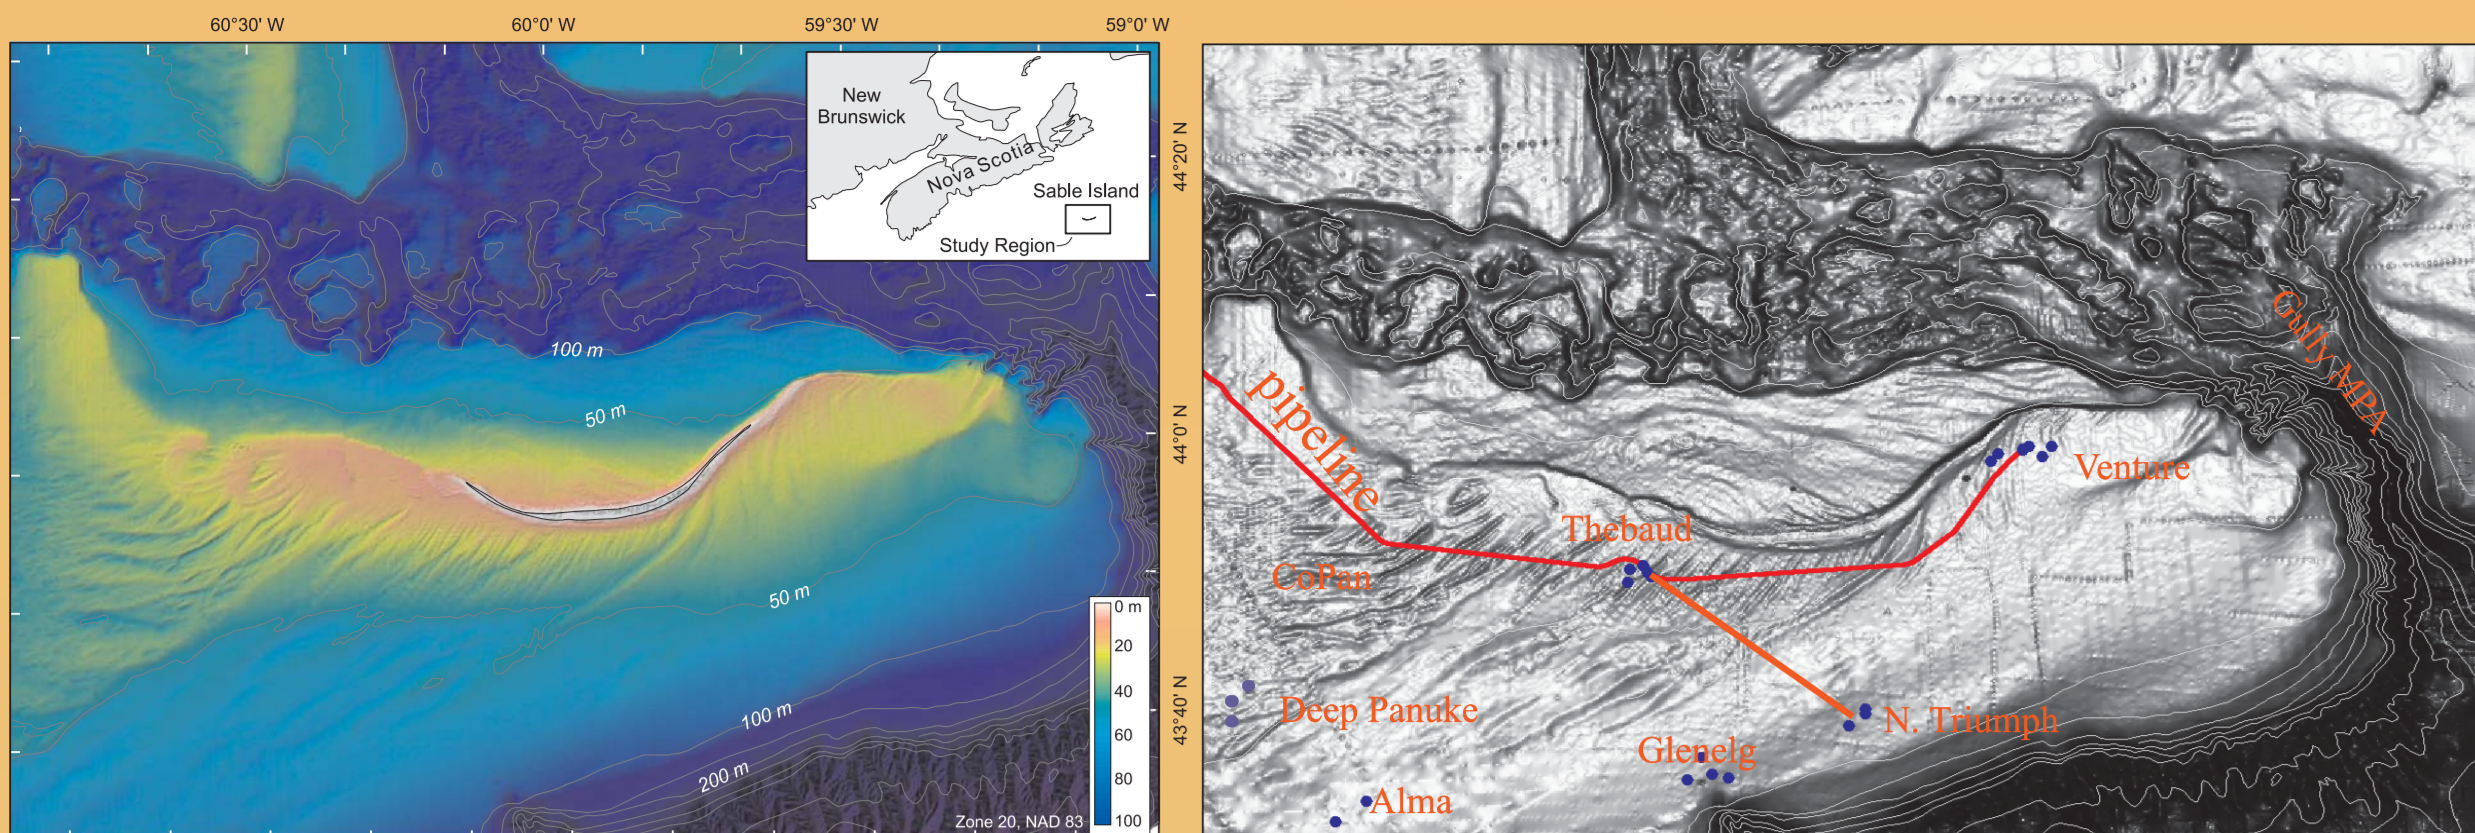 60°30' W
60°0' W
59°30' W
59°0' W
New
Brunswick
Nova Scotia
Sable Island
Study Region
100 m
50 m
50 m
100 m
200 m
0 m
20
40
60
80
100
Zone 20, NAD 83
44°20' N
44°0' N
43°40' N
Gully MPA
pipeline
Venture
Thebaud
CoPan
Deep Panuke
N. Triumph
Glenelg
Alma